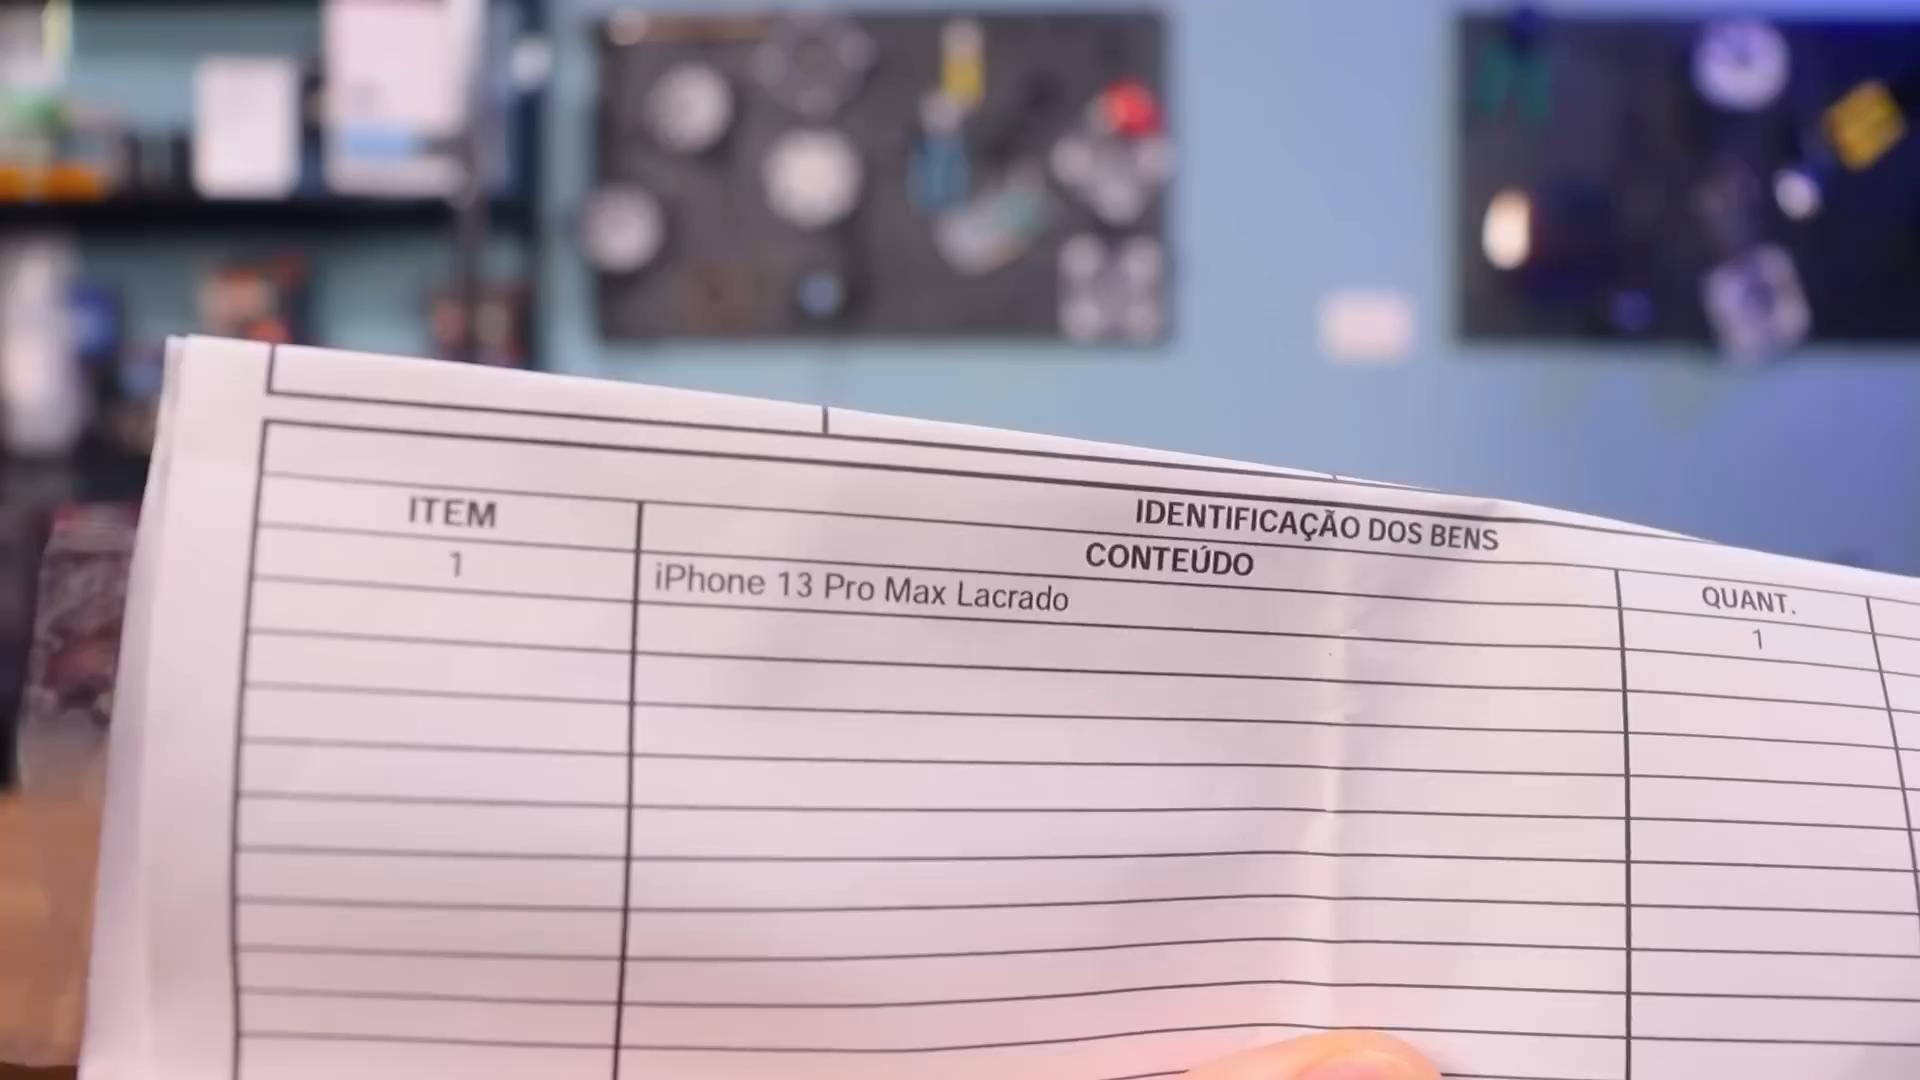 IDENTIFICAÇÃO DOS BENS
ITEM
CONTEÚDO
QUANT.
1
iPhone 13 Pro Max Lacrado
1